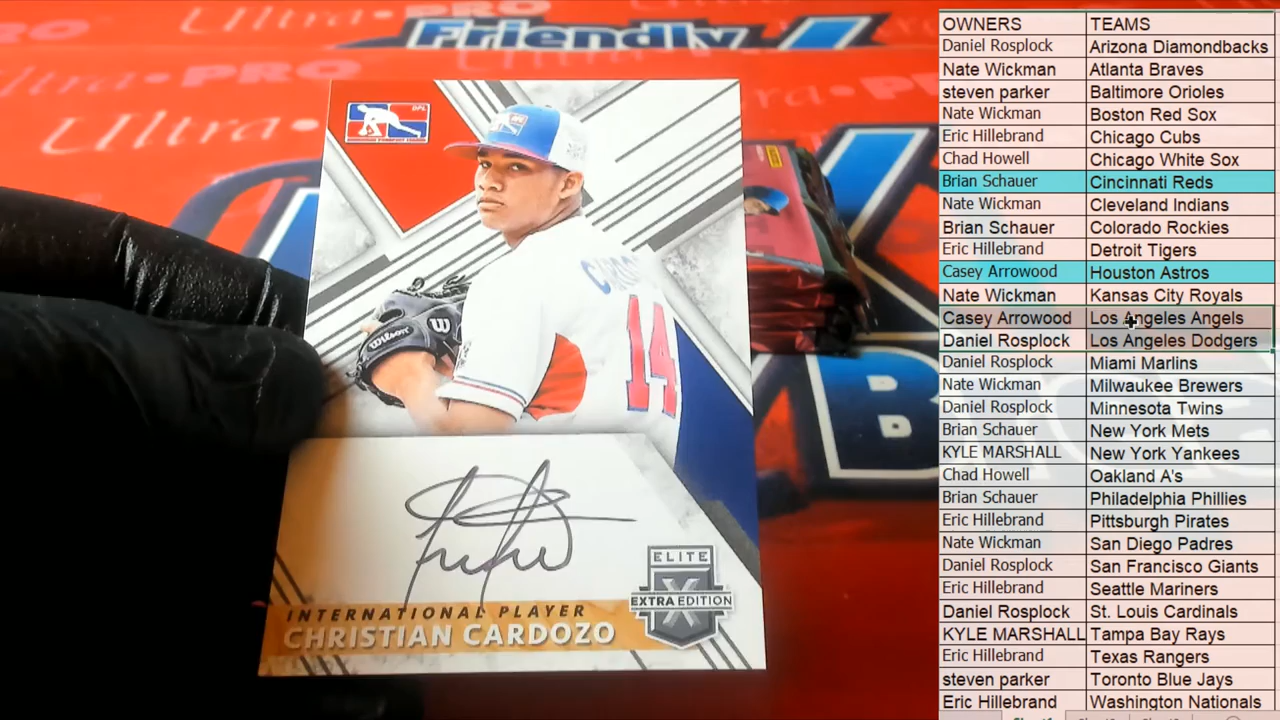 Ultra·PRO
Friendly
Ultra·PRO
Ultra·
DPL
Wilson
W
CARDO
14
ELITE
X
EXTRA EDITION
INTERNATIONAL PLAYER
CHRISTIAN CARDOZO
B
OWNERS TEAMS
Daniel Rosplock Arizona Diamondbacks
Nate Wickman Atlanta Braves
steven parker Baltimore Orioles
Nate Wickman Boston Red Sox
Eric Hillebrand Chicago Cubs
Chad Howell Chicago White Sox
Brian Schauer Cincinnati Reds
Nate Wickman Cleveland Indians
Brian Schauer Colorado Rockies
Eric Hillebrand Detroit Tigers
Casey Arrowood Houston Astros
Nate Wickman Kansas City Royals
Casey Arrowood Los Angeles Angels
Daniel Rosplock Los Angeles Dodgers
Daniel Rosplock Miami Marlins
Nate Wickman Milwaukee Brewers
Daniel Rosplock Minnesota Twins
Brian Schauer New York Mets
KYLE MARSHALL New York Yankees
Chad Howell Oakland A's
Brian Schauer Philadelphia Phillies
Eric Hillebrand Pittsburgh Pirates
Nate Wickman San Diego Padres
Daniel Rosplock San Francisco Giants
Eric Hillebrand Seattle Mariners
Daniel Rosplock St. Louis Cardinals
KYLE MARSHALL Tampa Bay Rays
Eric Hillebrand Texas Rangers
steven parker Toronto Blue Jays
Eric Hillebrand Washington Nationals